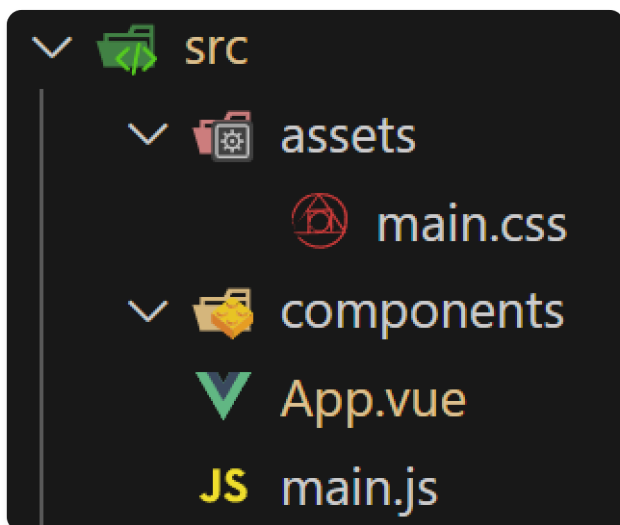 src
assets
main.css
components
App.vue
JS main.js